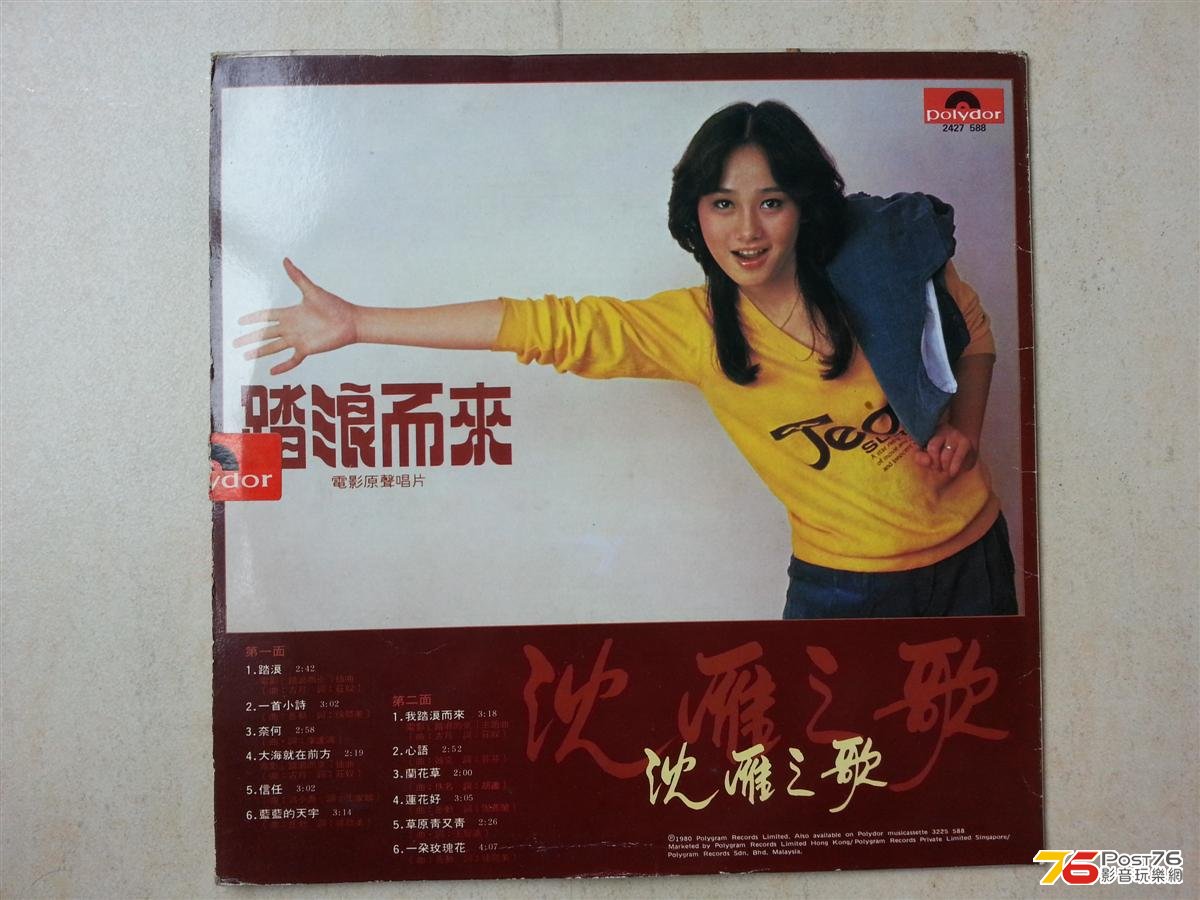 Polydor
2427 588
踏浪而來
電影原聲唱片
ydor
Ted
第一面
1.踏浪 2:42
2.一首小詩 3:02
3.奈何 2:58
4.大海就在前方 2:19
5.信任 3:02
6.藍藍的天宇 3:14
第二面
1.我踏浪而來 3:18
2.心語 2:52
3.蘭花草 2:00
4.蓮花好 3:05
5.草原靑又靑 2:26
6.一朵玫瑰花 4:07
沈雁之歌
沈雁之歌
℗1980 Polygram Records Limited. Also available on Polydor musicassette 3225 588
Marketed by Polygram Records Limited Hong Kong/Polygram Records Private Limited Singapore/
Polygram Records Sdn, Bhd, Malaysia.
76 Post76
影音玩樂網